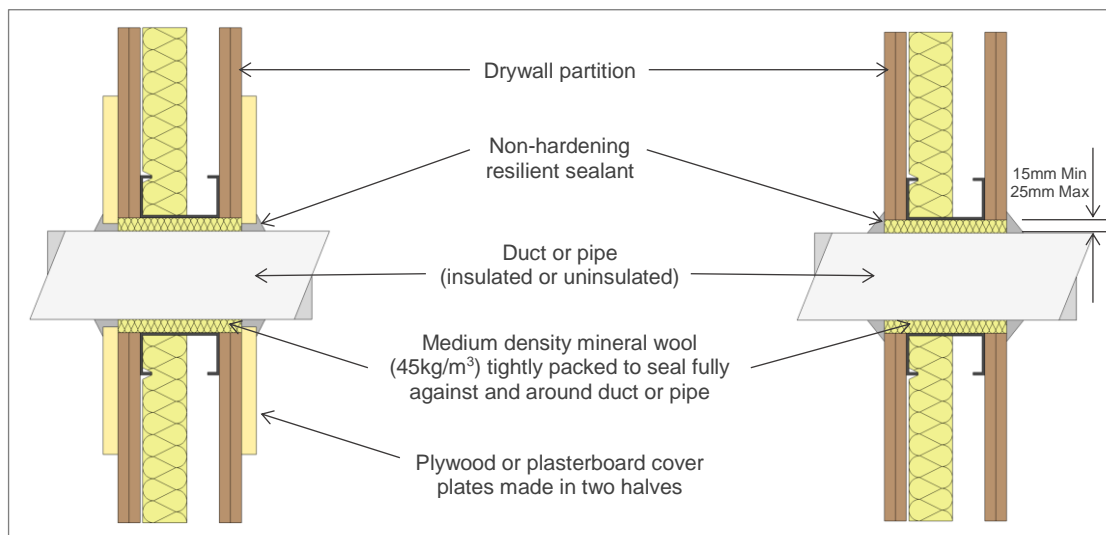 Drywall partition
Non-hardening
resilient sealant
15mm Min
25mm Max
Duct or pipe
(insulated or uninsulated)
Medium density mineral wool
(45kg/m³) tightly packed to seal fully
against and around duct or pipe
Plywood or plasterboard cover
plates made in two halves